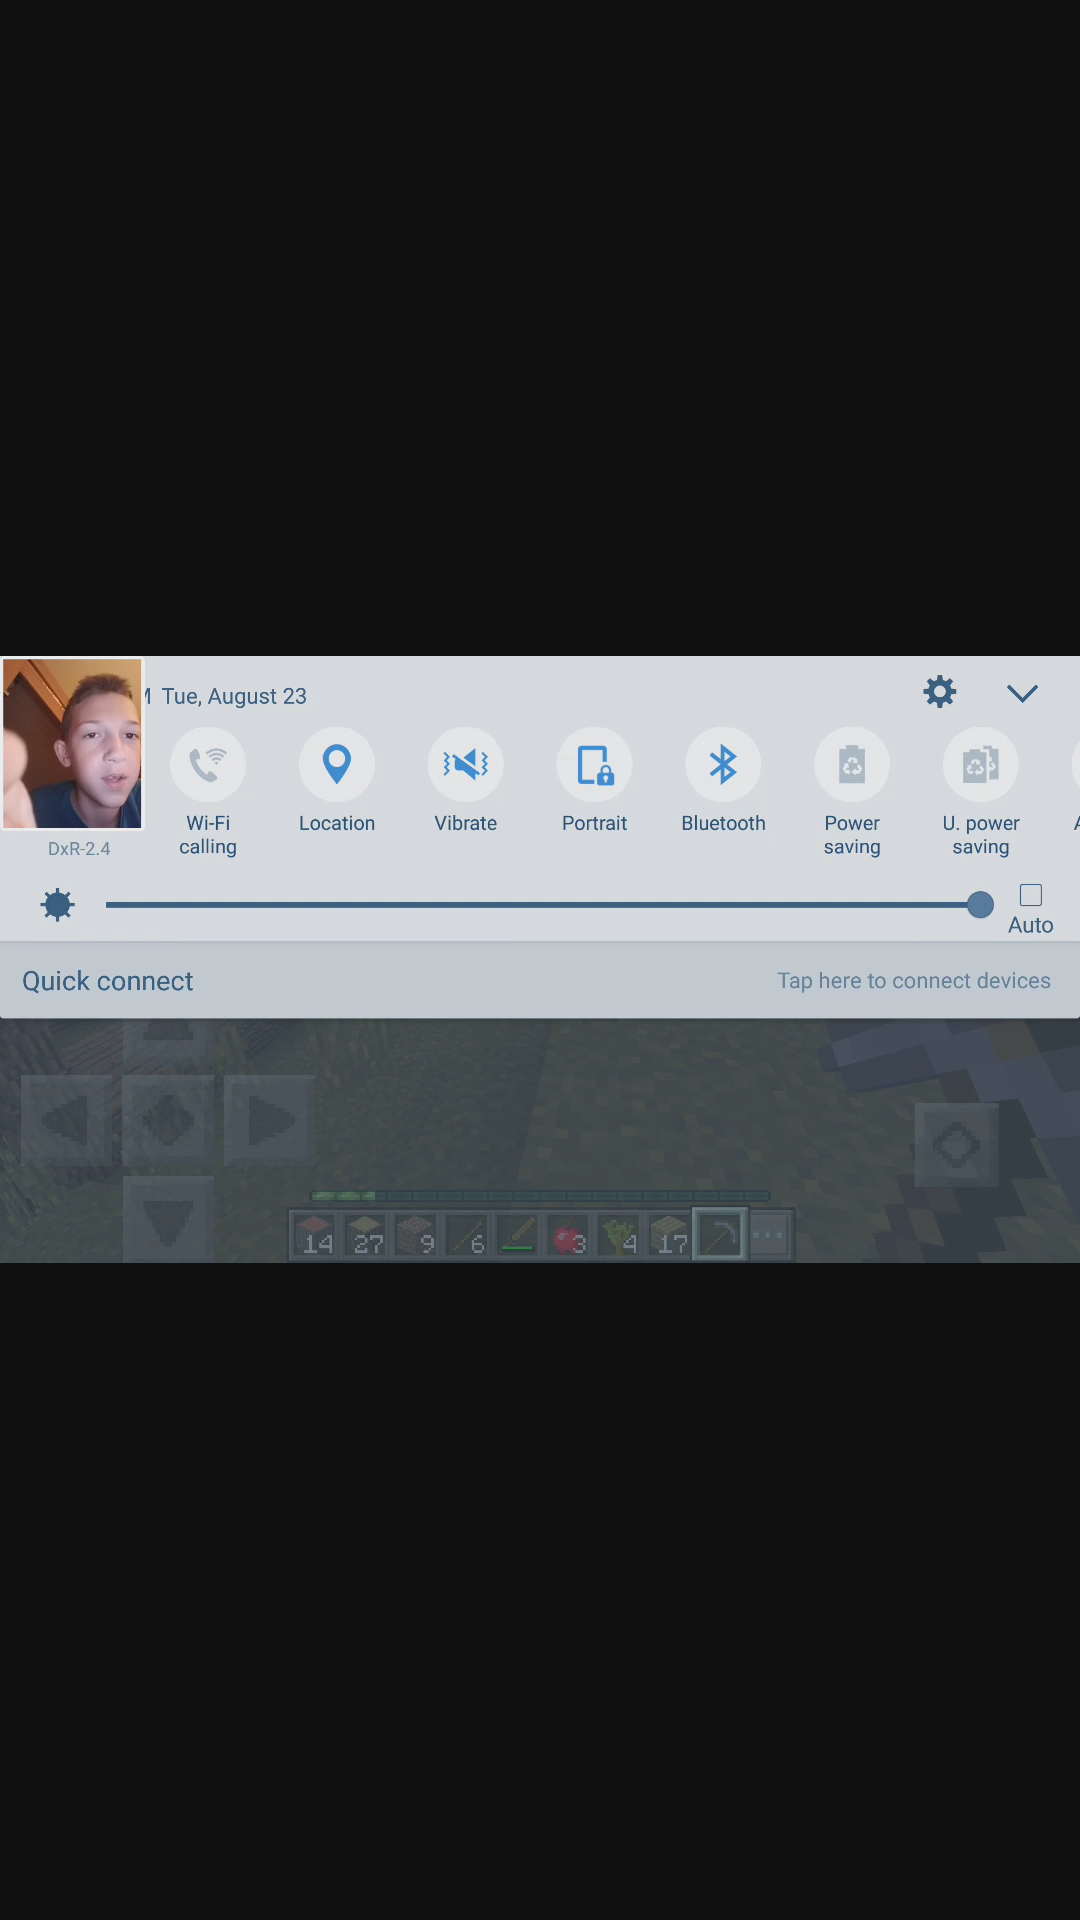 M Tue, August 23
Wi-Fi calling
Location
Vibrate
Portrait
Bluetooth
Power saving
U. power saving
A
DxR-2.4
Auto
Quick connect
Tap here to connect devices
14 27 9 6 3 4 17